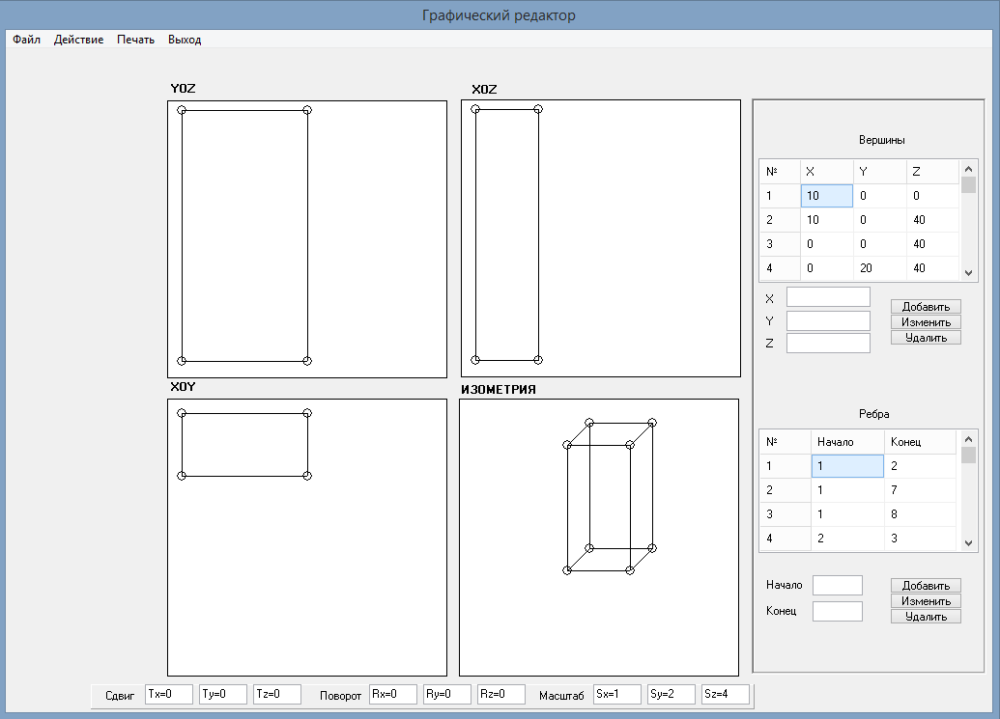 Графический редактор
Файл Действие Печать Выход
YOZ
XOZ
XOY
ИЗОМЕТРИЯ
Вершины
№ X Y Z
1 10 0 0
2 10 0 40
3 0 0 40
4 0 20 40
X
Y
Z
Добавить
Изменить
Удалить
Ребра
№ Начало Конец
1 1 2
2 1 7
3 1 8
4 2 3
Начало
Конец
Добавить
Изменить
Удалить
Сдвиг Tx=0 Ty=0 Tz=0 Поворот Rx=0 Ry=0 Rz=0 Масштаб Sx=1 Sy=2 Sz=4